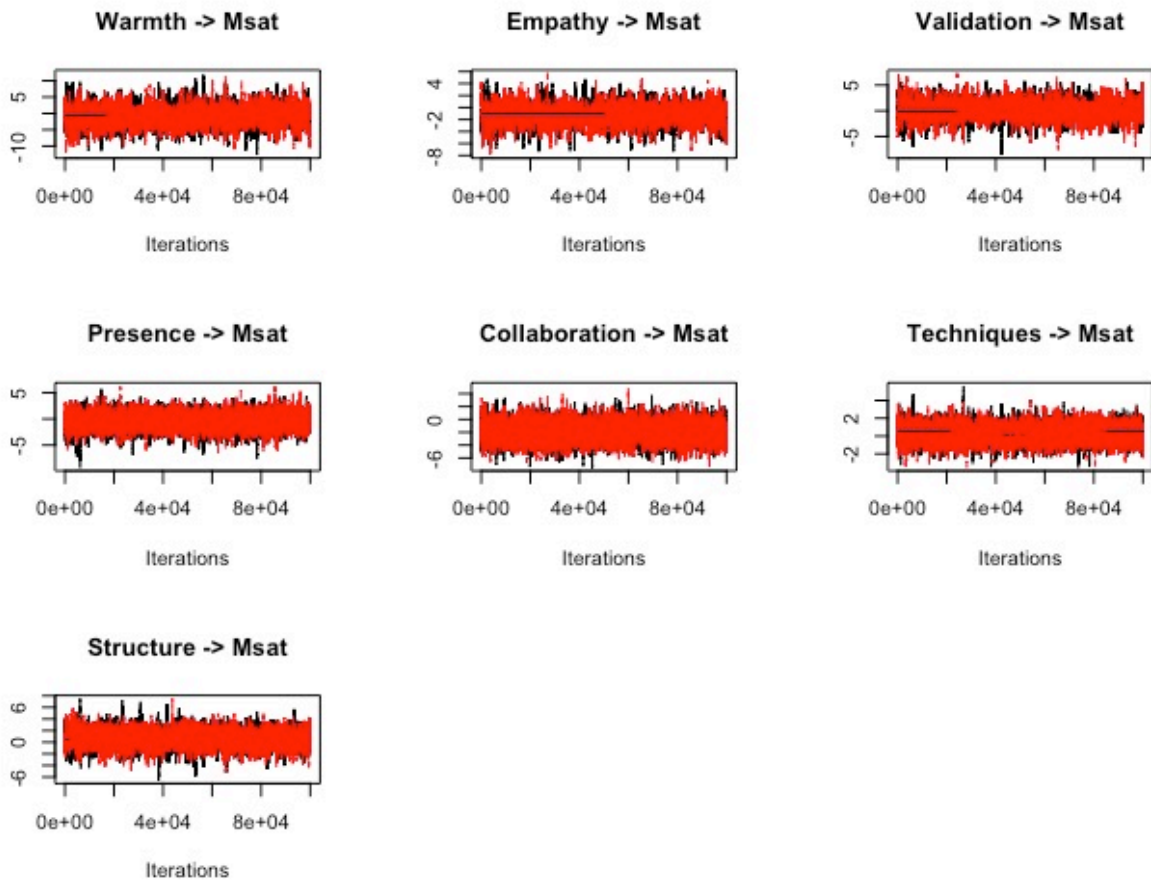 Warmth -> Msat
5
-10
0e+00 4e+04 8e+04
Iterations
Empathy -> Msat
4
-2
-8
0e+00 4e+04 8e+04
Iterations
Validation -> Msat
5
-5
0e+00 4e+04 8e+04
Iterations
Presence -> Msat
5
-5
0e+00 4e+04 8e+04
Iterations
Collaboration -> Msat
0
-6
0e+00 4e+04 8e+04
Iterations
Techniques -> Msat
2
-2
0e+00 4e+04 8e+04
Iterations
Structure -> Msat
6
0
-6
0e+00 4e+04 8e+04
Iterations